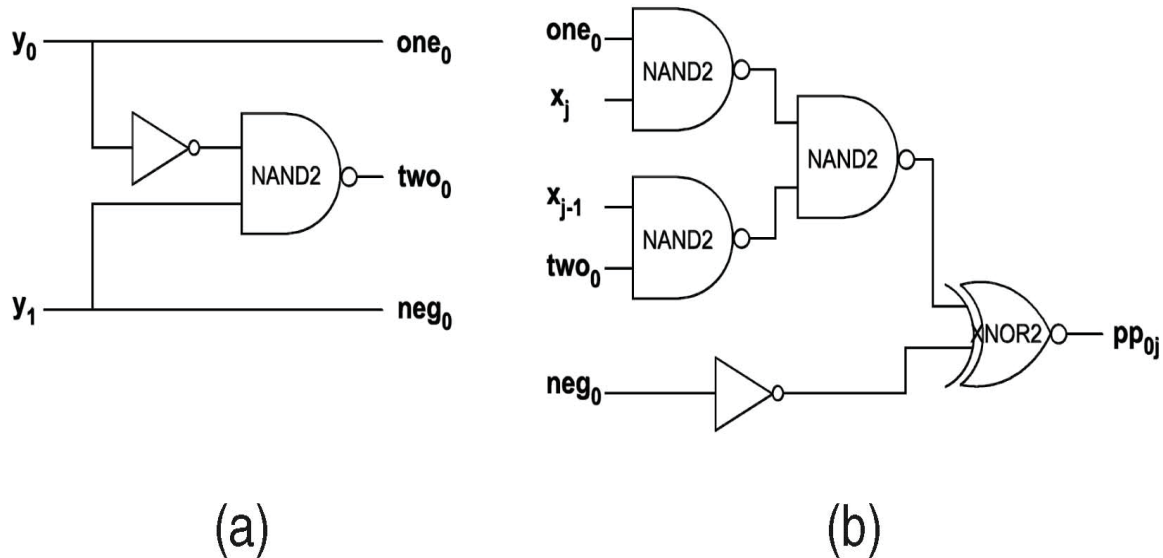 y₀
one₀
NAND2
two₀
y₁
neg₀
(a)
one₀
NAND2
xⱼ
NAND2
xⱼ₋₁
NAND2
two₀
XNOR2
pp₀ⱼ
neg₀
(b)